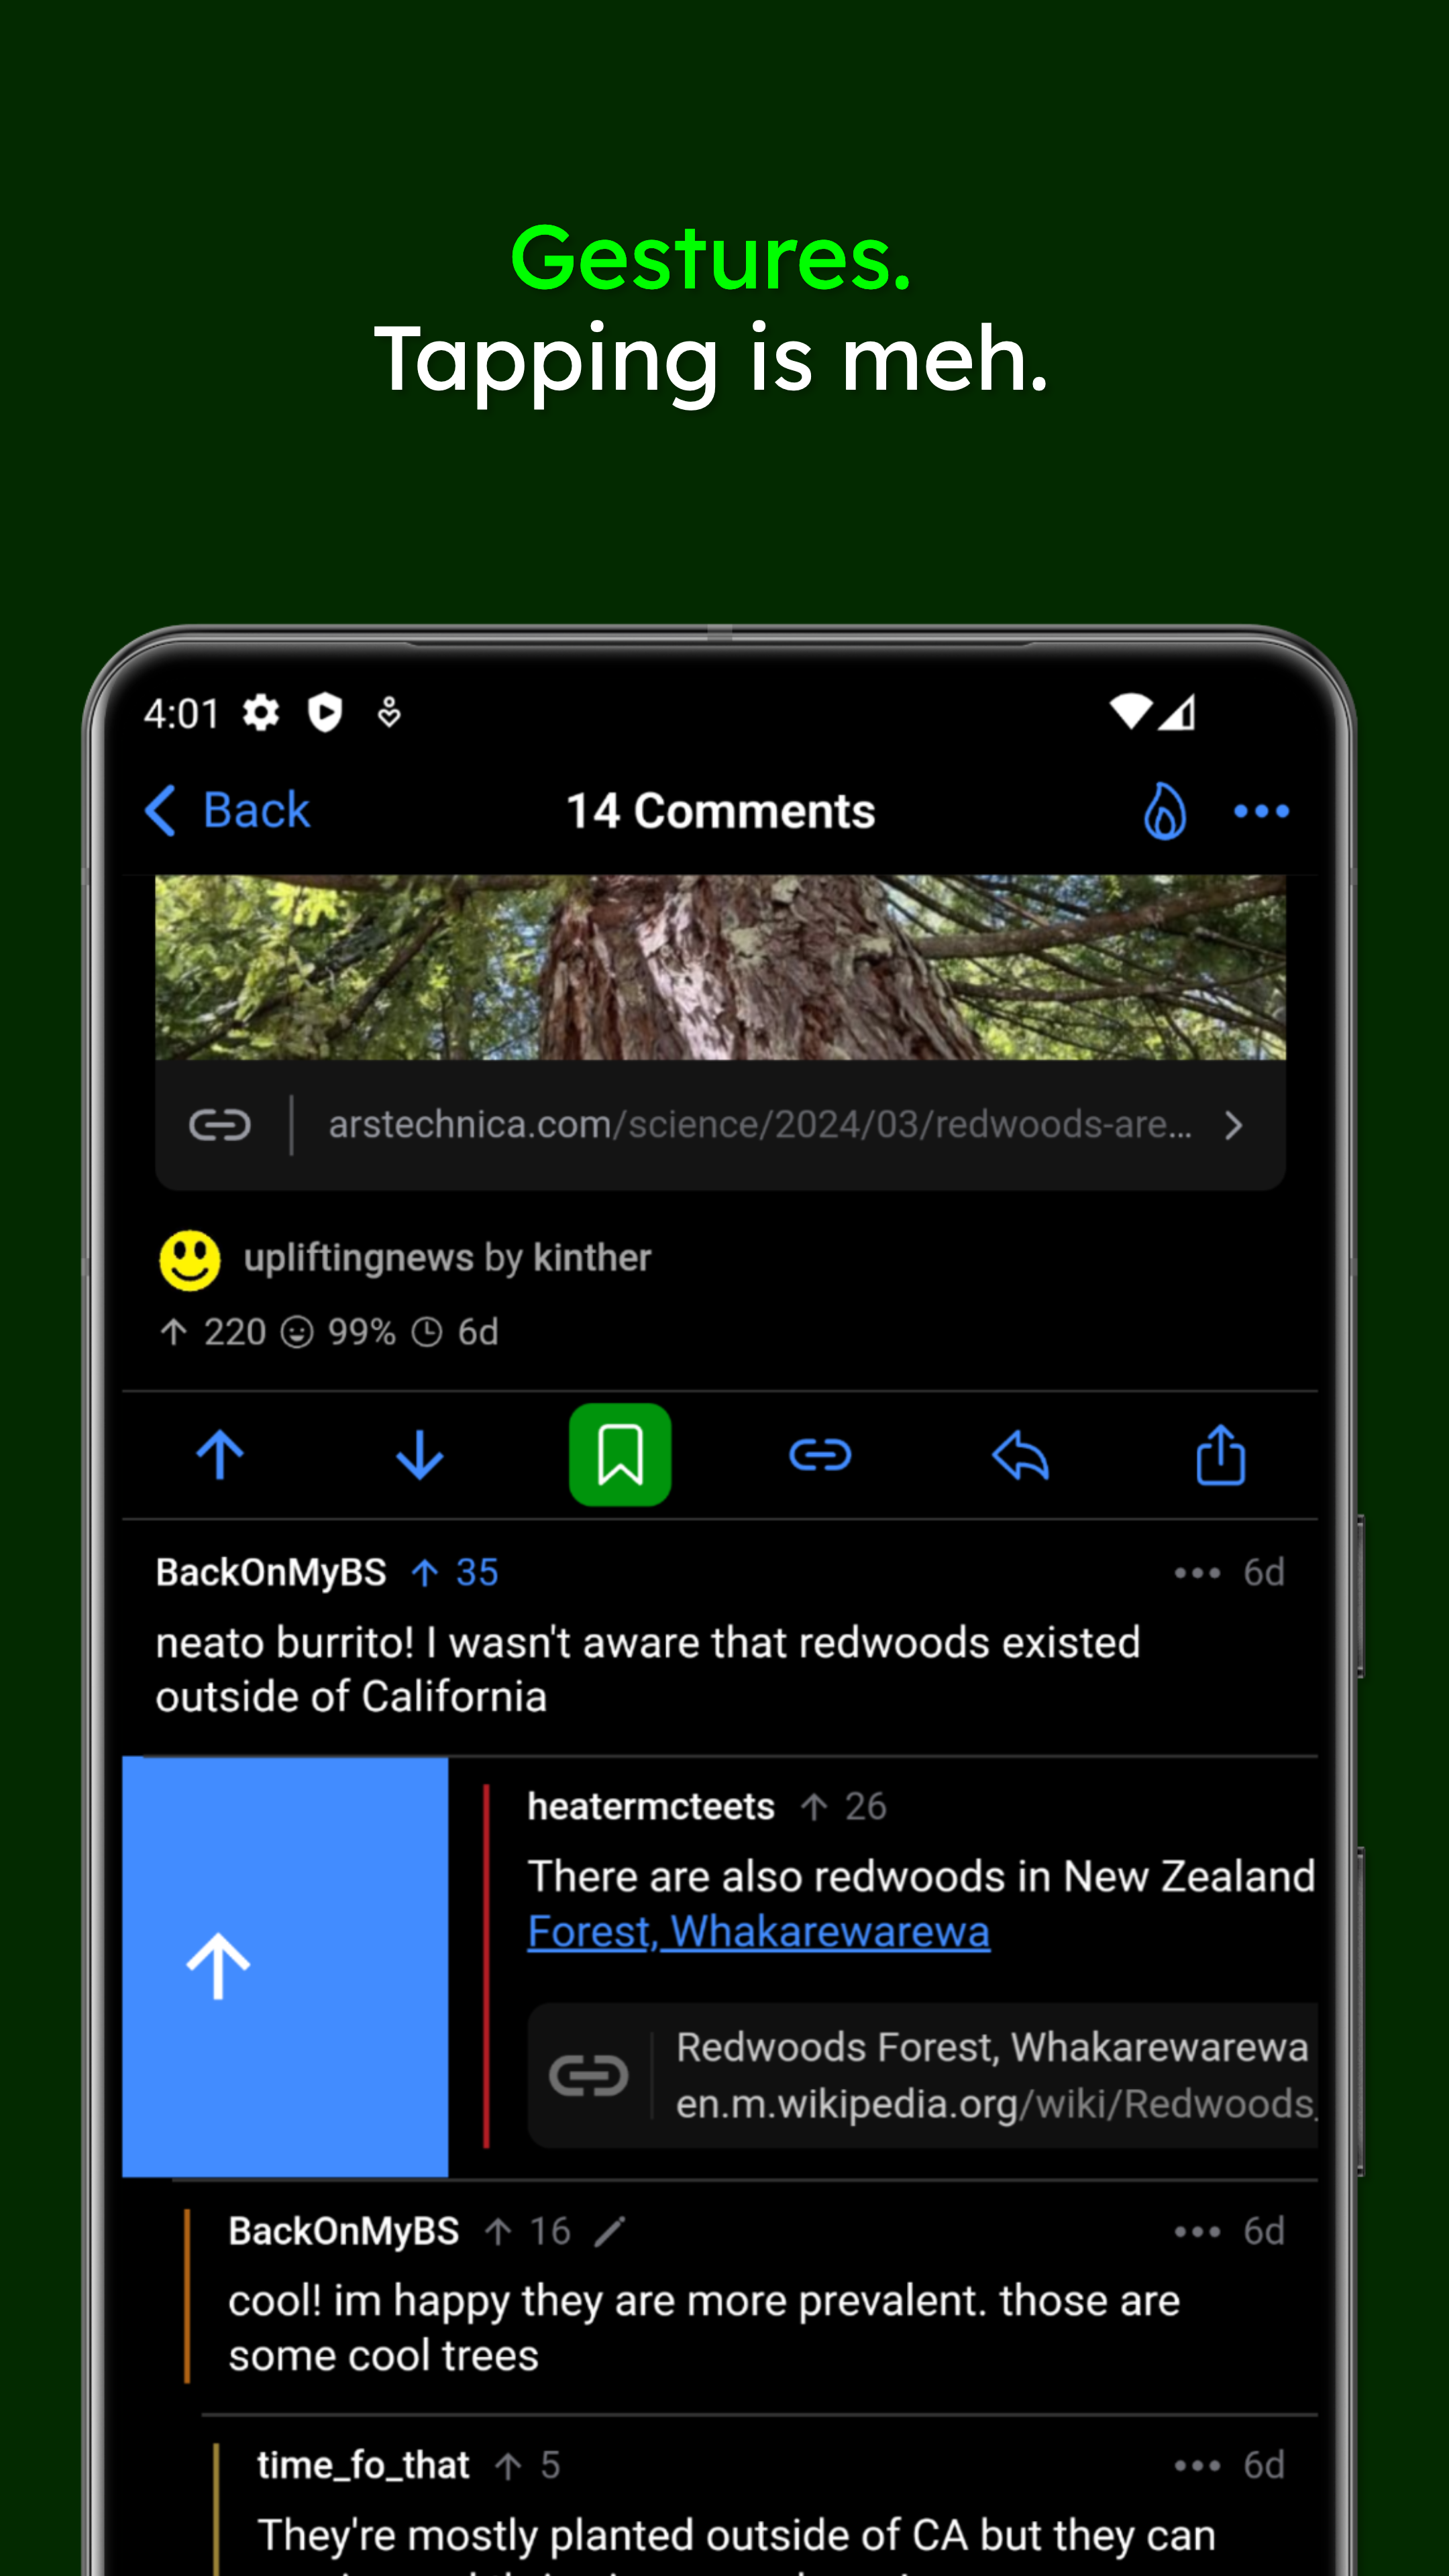 Gestures.
Tapping is meh.
4:01
Back
14 Comments
arstechnica.com/science/2024/03/redwoods-are...
upliftingnews by kinther
220 99% 6d
BackOnMyBS 35 6d
neato burrito! I wasn't aware that redwoods existed
outside of California
heatermcteets 26
There are also redwoods in New Zealand
Forest, Whakarewarewa
Redwoods Forest, Whakarewarewa
en.m.wikipedia.org/wiki/Redwoods_
BackOnMyBS 16 6d
cool! im happy they are more prevalent. those are
some cool trees
time_fo_that 5 6d
They're mostly planted outside of CA but they can